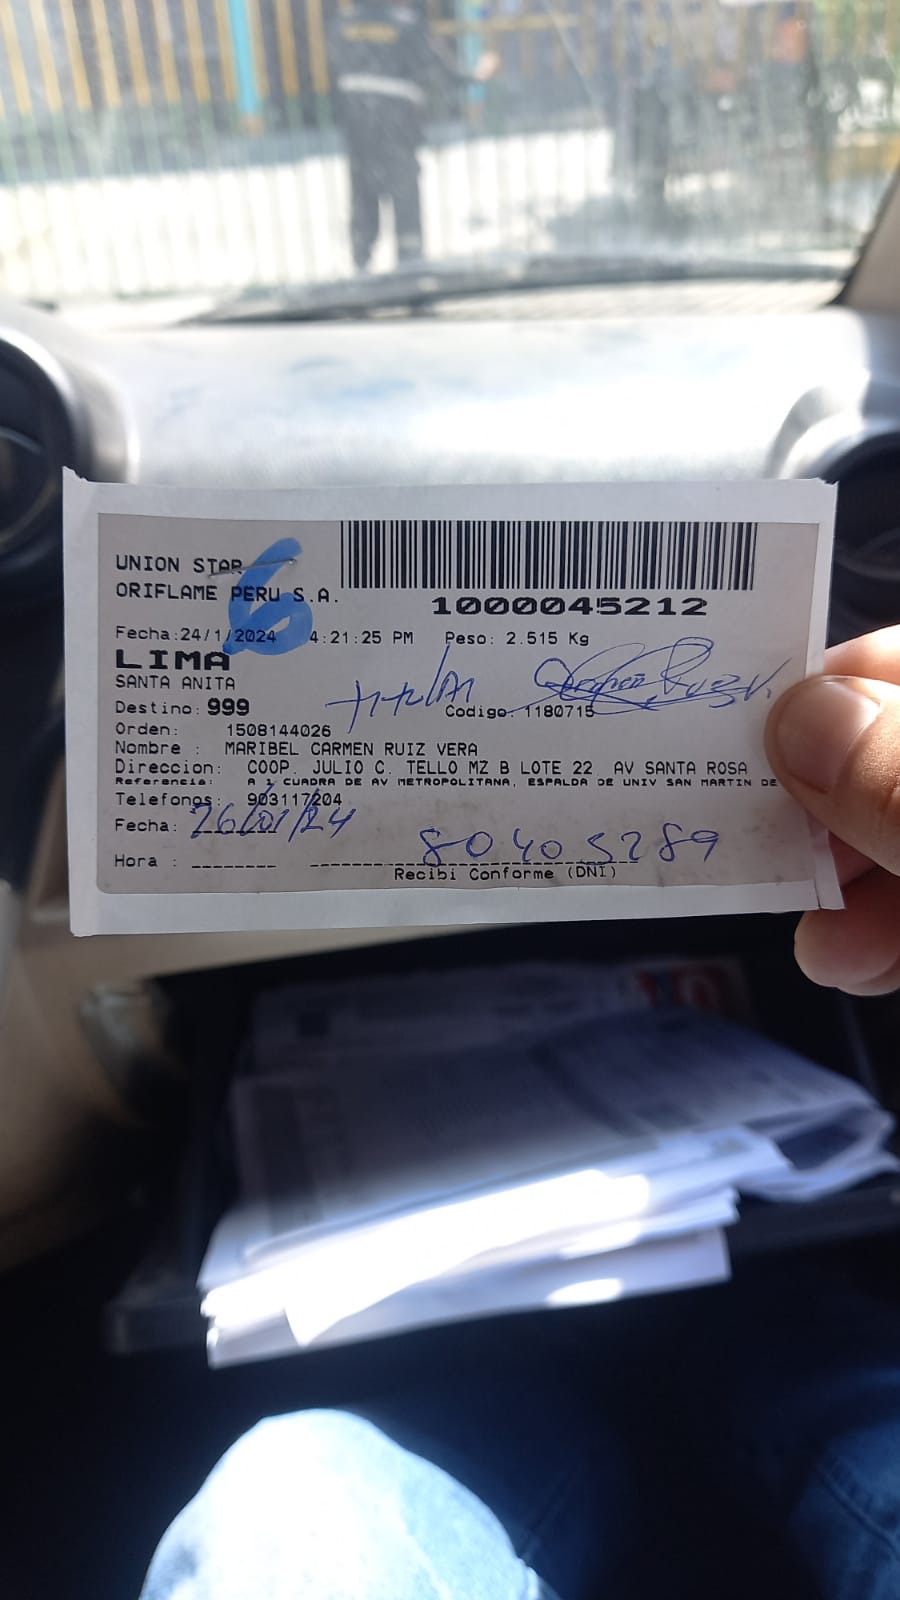 UNION STAR
ORIFLAME PERU S.A.
6
1000045212
Fecha:24/1/2024 4:21:25 PM Peso: 2.515 Kg
LIMA
SANTA ANITA
titular
Destino: 999
Codigo: 1180715
Orden: 1508144026
Nombre : MARIBEL CARMEN RUIZ VERA
Direccion: COOP. JULIO C. TELLO MZ B LOTE 22 AV SANTA ROSA
Referencia: A 1 CUADRA DE AV METROPOLITANA, ESPALDA DE UNIV SAN MARTIN DE
Telefonos: 903117204
Fecha: 26/01/24
Hora : 80405289
Recibi Conforme (DNI)